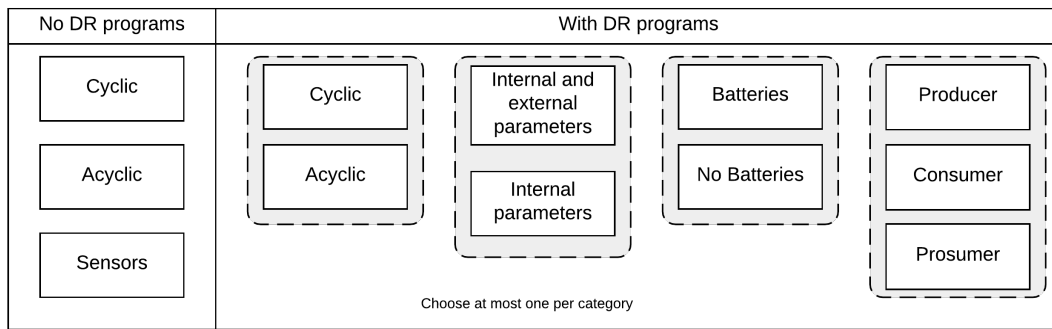 No DR programs
With DR programs
Cyclic
Acyclic
Sensors
Cyclic
Acyclic
Internal and
external
parameters
Internal
parameters
Batteries
No Batteries
Producer
Consumer
Prosumer
Choose at most one per category